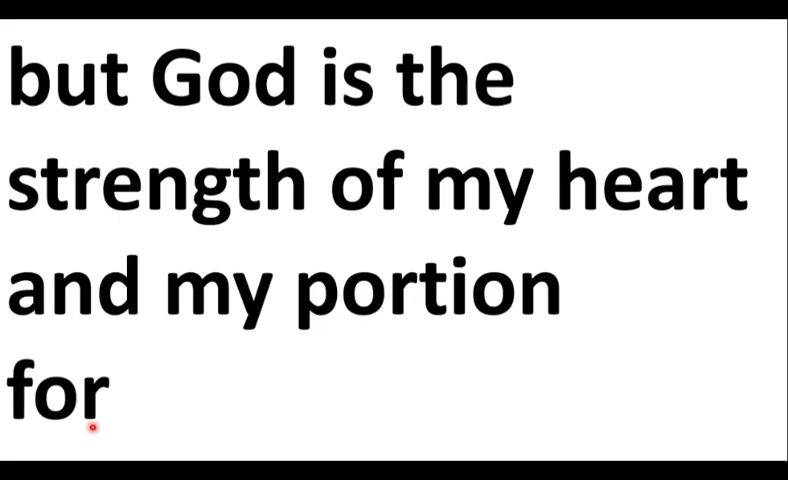 but God is the
strength of my heart
and my portion
for